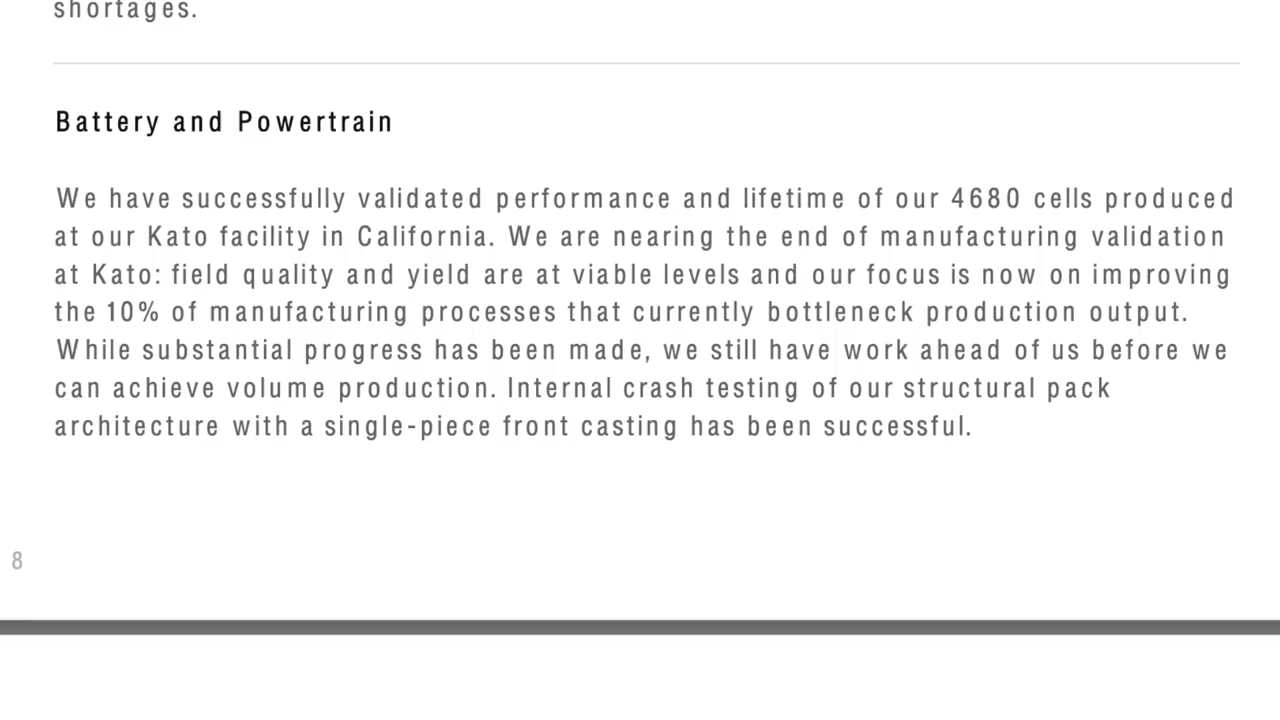 shortages.
Battery and Powertrain
We have successfully validated performance and lifetime of our 4680 cells produced
at our Kato facility in California. We are nearing the end of manufacturing validation
at Kato: field quality and yield are at viable levels and our focus is now on improving
the 10% of manufacturing processes that currently bottleneck production output.
While substantial progress has been made, we still have work ahead of us before we
can achieve volume production. Internal crash testing of our structural pack
architecture with a single-piece front casting has been successful.
8